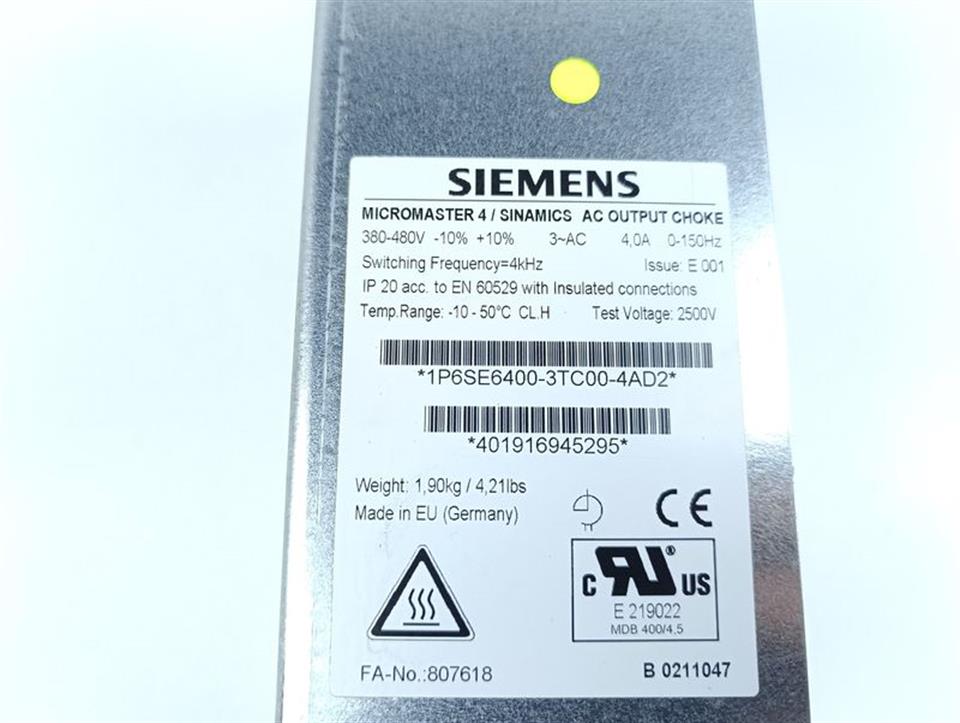 SIEMENS
MICROMASTER 4 / SINAMICS AC OUTPUT CHOKE
380-480V -10% +10% 3~AC 4,0A 0-150Hz
Switching Frequency=4kHz Issue: E 001
IP 20 acc. to EN 60529 with Insulated connections
Temp.Range: -10 - 50°C CL.H Test Voltage: 2500V
*1P6SE6400-3TC00-4AD2*
*401916945295*
Weight: 1,90kg / 4,21lbs
Made in EU (Germany)
CE
C RU US
E 219022
MDB 400/4,5
FA-No.:807618 B 0211047